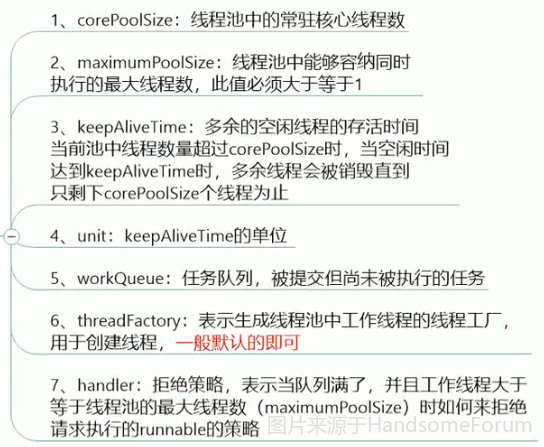 1、corePoolSize：线程池中的常驻核心线程数
2、maximumPoolSize：线程池中能够容纳同时
执行的最大线程数，此值必须大于等于1
3、keepAliveTime：多余的空闲线程的存活时间
当前池中线程数量超过corePoolSize时，当空闲时间
达到keepAliveTime时，多余线程会被销毁直到
只剩下corePoolSize个线程为止
4、unit：keepAliveTime的单位
5、workQueue：任务队列，被提交但尚未被执行的任务
6、threadFactory：表示生成线程池中工作线程的线程工厂，
用于创建线程，一般默认的即可
7、handler：拒绝策略，表示当队列满了，并且工作线程大于
等于线程池的最大线程数（maximumPoolSize）时如何来拒绝
请求执行的runnable的策略
图片来源于HandsomeForum